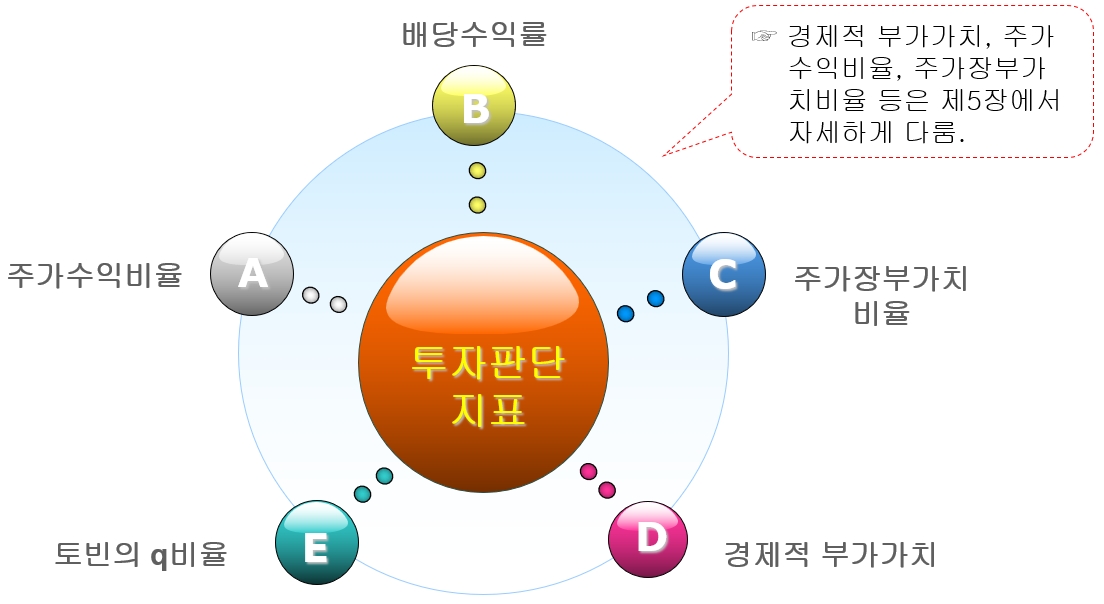 배당수익률
B
☞ 경제적 부가가치, 주가
수익비율, 주가장부가
치비율 등은 제5장에서
자세하게 다룸.
A
주가수익비율
C
주가장부가치
비율
투자판단
지표
E
토빈의 q비율
D
경제적 부가가치